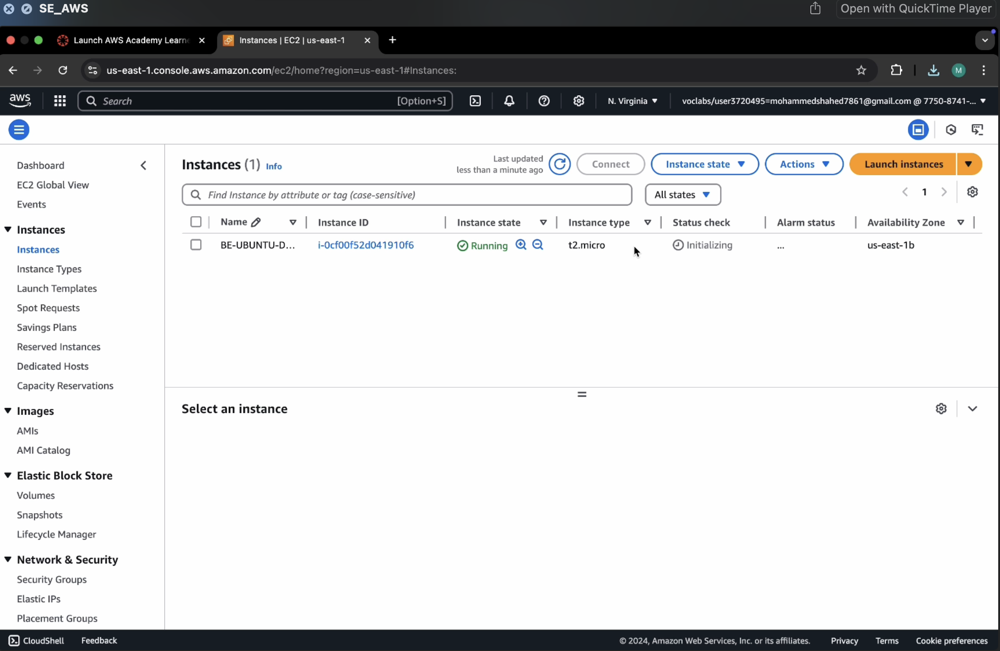 SE_AWS
Open with QuickTime Player
Launch AWS Academy Learne
Instances | EC2 | us-east-1
us-east-1.console.aws.amazon.com/ec2/home?region=us-east-1#Instances:
M
aws
Search
[Option+S]
N. Virginia
voclabs/user3720495=mohammedshahed7861@gmail.com @ 7750-8741-...
Dashboard
EC2 Global View
Events
Instances
Instances
Instance Types
Launch Templates
Spot Requests
Savings Plans
Reserved Instances
Dedicated Hosts
Capacity Reservations
Images
AMIs
AMI Catalog
Elastic Block Store
Volumes
Snapshots
Lifecycle Manager
Network & Security
Security Groups
Elastic IPs
Placement Groups
Instances (1) Info
Last updated
less than a minute ago
Connect
Instance state
Actions
Launch instances
Find Instance by attribute or tag (case-sensitive)
All states
1
Name
Instance ID
Instance state
Instance type
Status check
Alarm status
Availability Zone
BE-UBUNTU-D...
i-0cf00f52d041910f6
Running
t2.micro
Initializing
...
us-east-1b
Select an instance
CloudShell
Feedback
© 2024, Amazon Web Services, Inc. or its affiliates.
Privacy
Terms
Cookie preferences